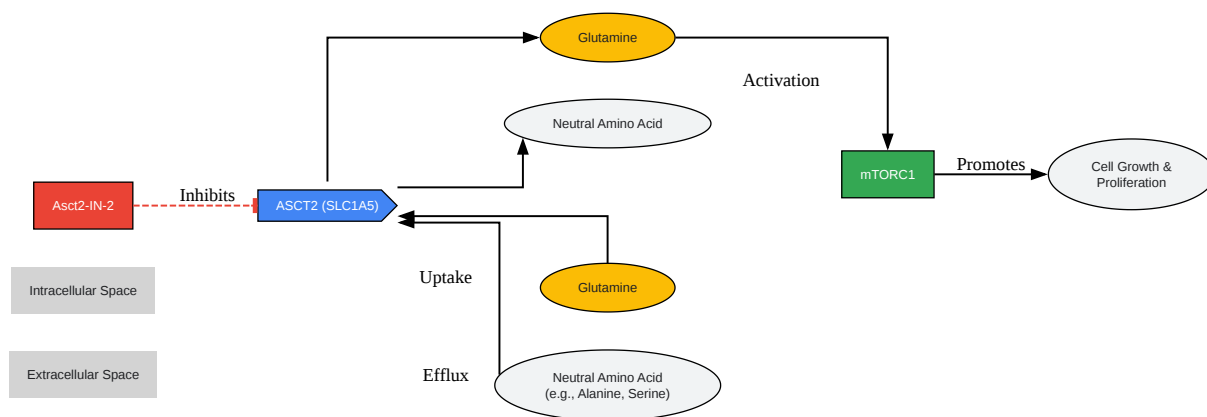 Glutamine
Activation
Neutral Amino Acid
mTORC1
Promotes
Cell Growth &
Proliferation
Asct2-IN-2
Inhibits
ASCT2 (SLC1A5)
Uptake
Glutamine
Intracellular Space
Extracellular Space
Efflux
Neutral Amino Acid
(e.g., Alanine, Serine)